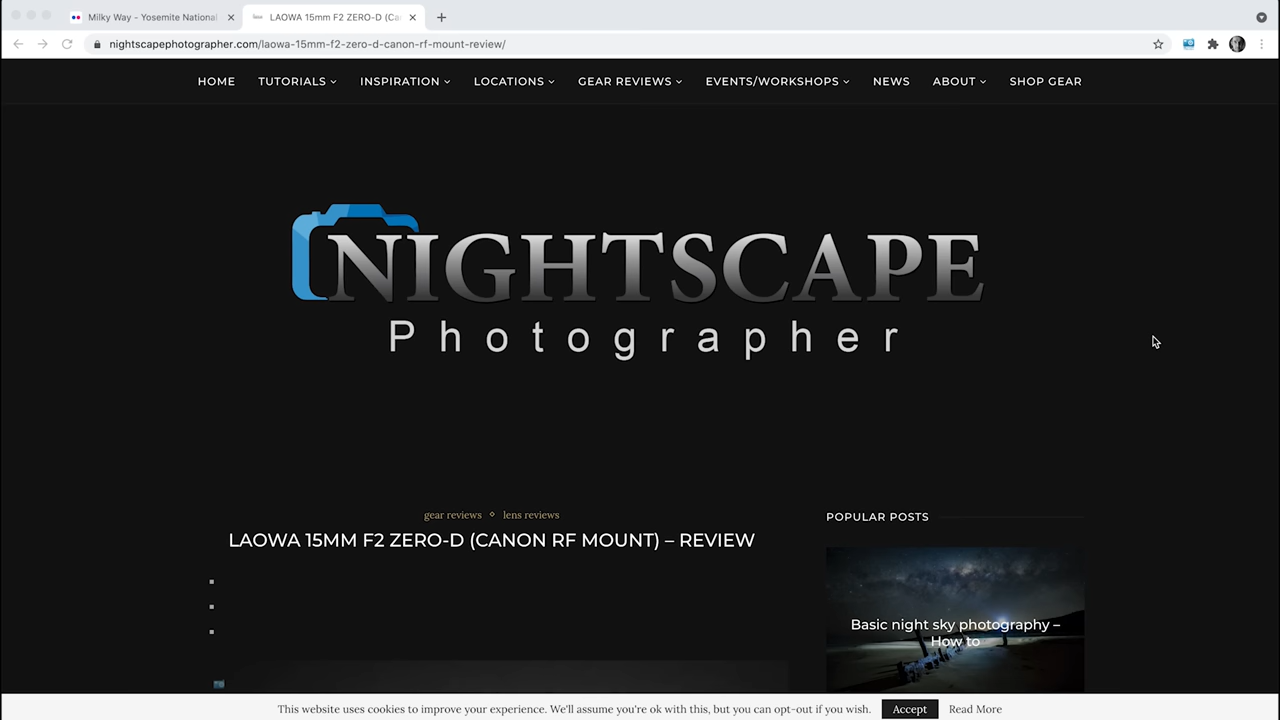 Milky Way - Yosemite National
LAOWA 15MM F2 ZERO-D (Ca
nightscapephotographer.com/laowa-15mm-f2-zero-d-canon-rf-mount-review/
HOME TUTORIALS INSPIRATION LOCATIONS GEAR REVIEWS EVENTS/WORKSHOPS NEWS ABOUT SHOP GEAR
NIGHTSCAPE
Photographer
gear reviews lens reviews
LAOWA 15MM F2 ZERO-D (CANON RF MOUNT) – REVIEW
POPULAR POSTS
Basic night sky photography –
How to
This website uses cookies to improve your experience. We'll assume you're ok with this, but you can opt-out if you wish. Accept Read More